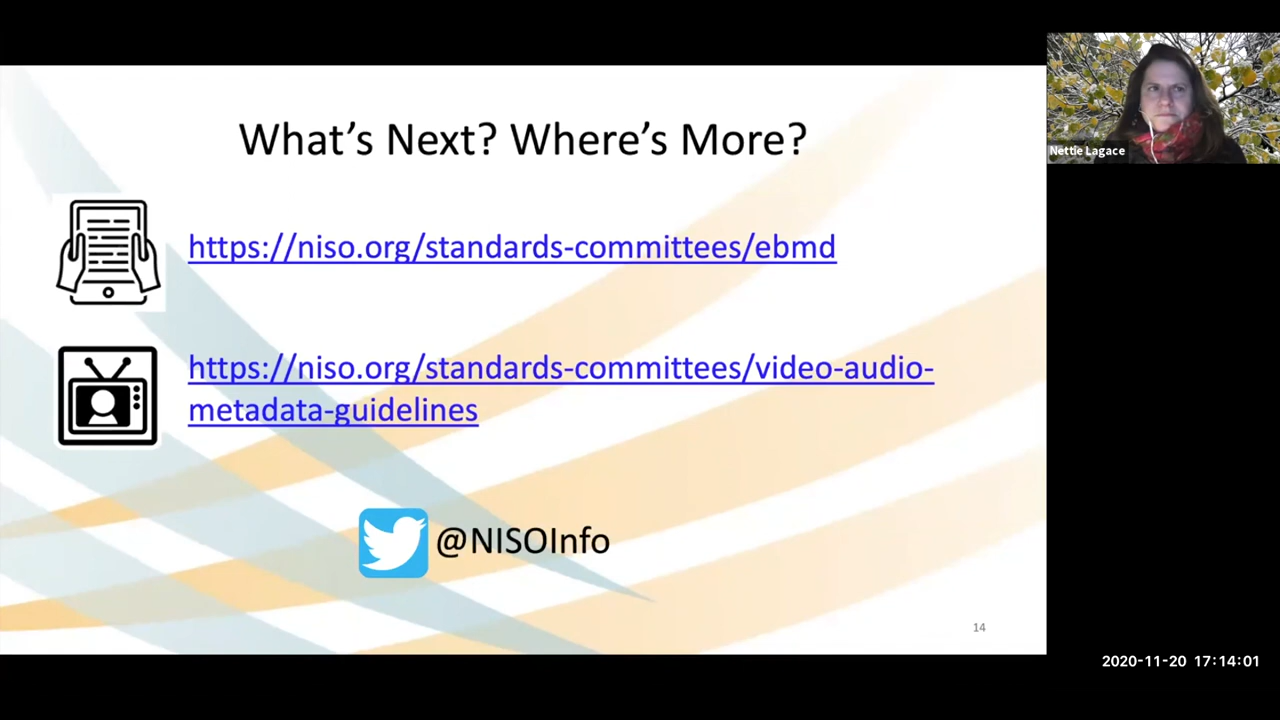 What's Next? Where's More?
https://niso.org/standards-committees/ebmd
https://niso.org/standards-committees/video-audio-
metadata-guidelines
@NISOInfo
14
Nettie Lagace
2020-11-20 17:14:01